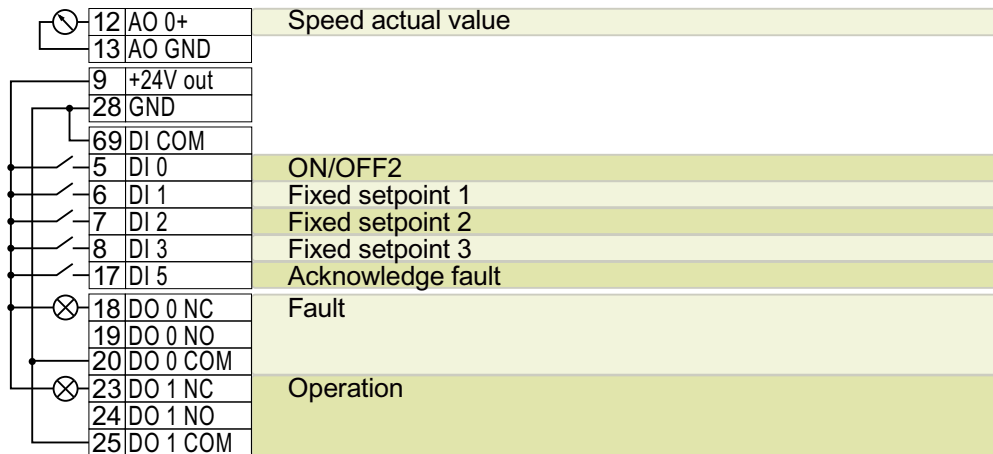 12 AO 0+ Speed actual value
13 AO GND
9 +24V out
28 GND
69 DI COM
5 DI 0 ON/OFF2
6 DI 1 Fixed setpoint 1
7 DI 2 Fixed setpoint 2
8 DI 3 Fixed setpoint 3
17 DI 5 Acknowledge fault
18 DO 0 NC Fault
19 DO 0 NO
20 DO 0 COM
23 DO 1 NC Operation
24 DO 1 NO
25 DO 1 COM